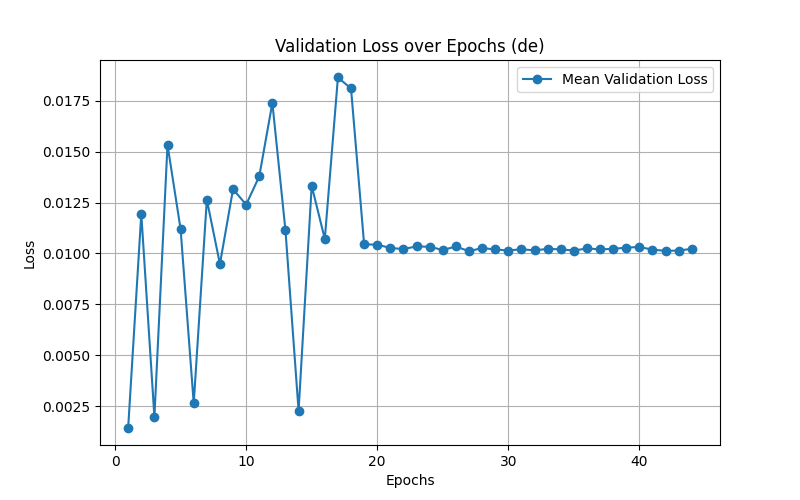 Validation Loss over Epochs (de)
Mean Validation Loss
0.0175
0.0150
0.0125
0.0100
0.0075
0.0050
0.0025
Loss
0 10 20 30 40
Epochs